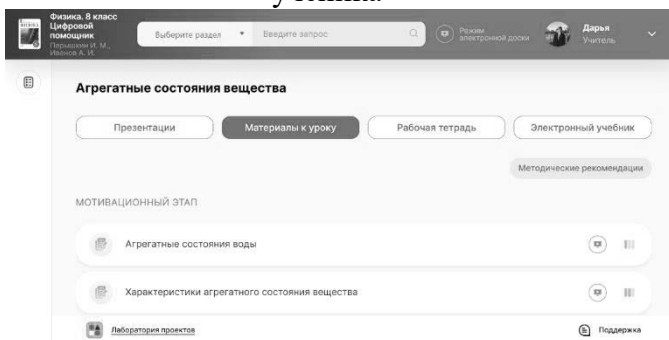 Физика. 8 класс
Цифровой
помощник
Перышкин И. М.,
Иванов А. И.
Выберите раздел
Введите запрос
Режим
электронной доски
Дарья
Учитель
Агрегатные состояния вещества
Презентации
Материалы к уроку
Рабочая тетрадь
Электронный учебник
Методические рекомендации
МОТИВАЦИОННЫЙ ЭТАП
Агрегатные состояния воды
Характеристики агрегатного состояния вещества
Лаборатория проектов
Поддержка